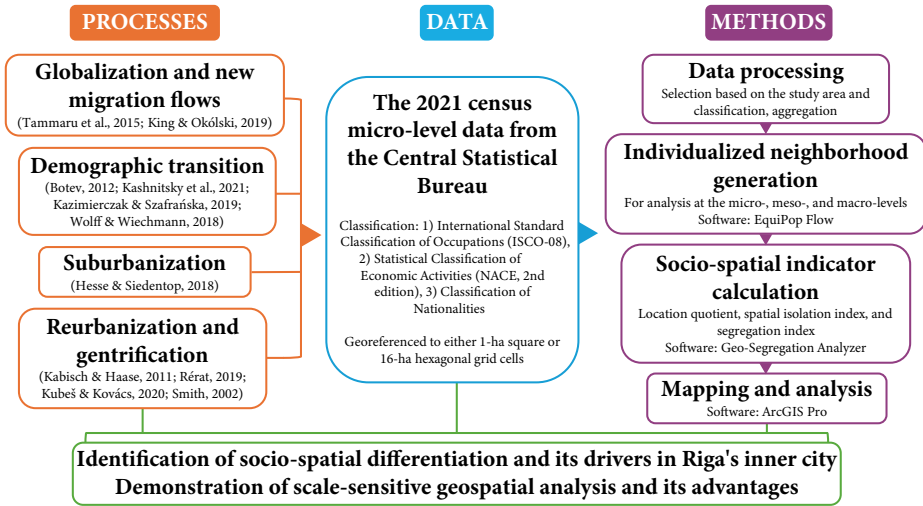 PROCESSES
Globalization and new
migration flows
(Tammaru et al., 2015; King & Okólski, 2019)
Demographic transition
(Botev, 2012; Kashnitsky et al., 2021;
Kazimierczak & Szafrańska, 2019;
Wolff & Wiechmann, 2018)
Suburbanization
(Hesse & Siedentop, 2018)
Reurbanization and
gentrification
(Kabisch & Haase, 2011; Rérat, 2019;
Kubeš & Kovács, 2020; Smith, 2002)
DATA
The 2021 census
micro-level data from
the Central Statistical
Bureau
Classification: 1) International Standard
Classification of Occupations (ISCO-08),
2) Statistical Classification of
Economic Activities (NACE, 2nd
edition), 3) Classification of
Nationalities
Georeferenced to either 1-ha square or
16-ha hexagonal grid cells
METHODS
Data processing
Selection based on the study area and
classification, aggregation
Individualized neighborhood
generation
For analysis at the micro-, meso-, and macro-levels
Software: EquiPop Flow
Socio-spatial indicator
calculation
Location quotient, spatial isolation index, and
segregation index
Software: Geo-Segregation Analyzer
Mapping and analysis
Software: ArcGIS Pro
Identification of socio-spatial differentiation and its drivers in Riga's inner city
Demonstration of scale-sensitive geospatial analysis and its advantages